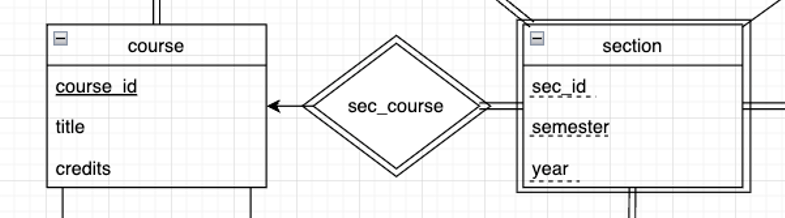 course
course_id
title
credits
sec_course
section
sec_id
semester
year